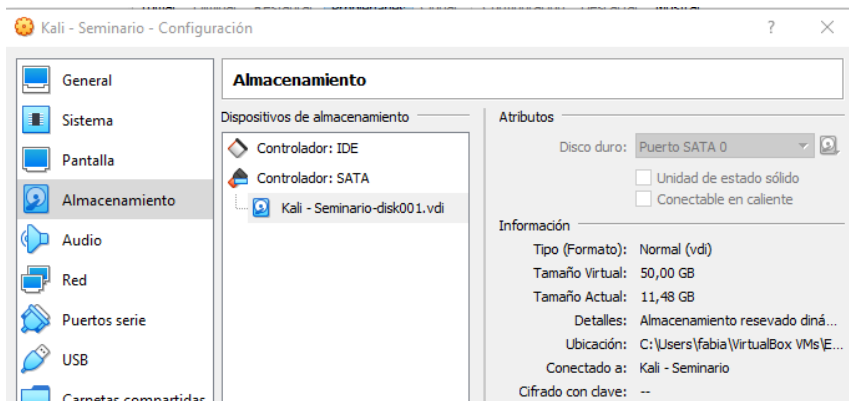 Kali - Seminario - Configuración ?
General
Sistema
Pantalla
Almacenamiento
Audio
Red
Puertos serie
USB
Carpetas compartidas
Almacenamiento
Dispositivos de almacenamiento
Controlador: IDE
Controlador: SATA
Kali - Seminario-disk001.vdi
Atributos
Disco duro: Puerto SATA 0
Unidad de estado sólido
Conectable en caliente
Información
Tipo (Formato): Normal (vdi)
Tamaño Virtual: 50,00 GB
Tamaño Actual: 11,48 GB
Detalles: Almacenamiento resevado diná...
Ubicación: C:\Users\fabia\VirtualBox VMs\E...
Conectado a: Kali - Seminario
Cifrado con clave: --